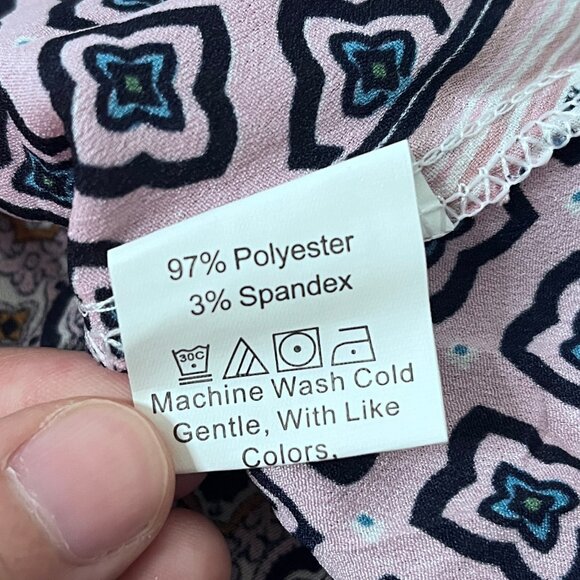 97% Polyester
3% Spandex
30C
Machine Wash Cold
Gentle, With Like
Colors.